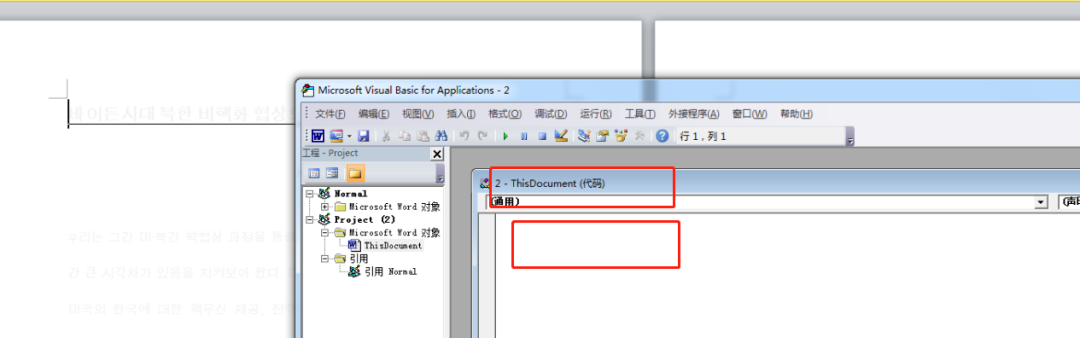 Microsoft Visual Basic for Applications - 2
바이든시대 북한 비핵화 협상
文件(F) 编辑(E) 视图(V) 插入(I) 格式(O) 调试(D) 运行(R) 工具(T) 外接程序(A) 窗口(W) 帮助(H)
行 1, 列 1
工程 - Project
2 - ThisDocument (代码)
Normal
(通用)
(声明
Microsoft Word 对象
Project (2)
Microsoft Word 对象
ThisDocument
引用
引用 Normal
우리는 그간 미·북간 핵협상 과정을
간 큰 시각차가 있음을 지켜보아 왔다.
미국의 한국에 대한 핵우산 제공,